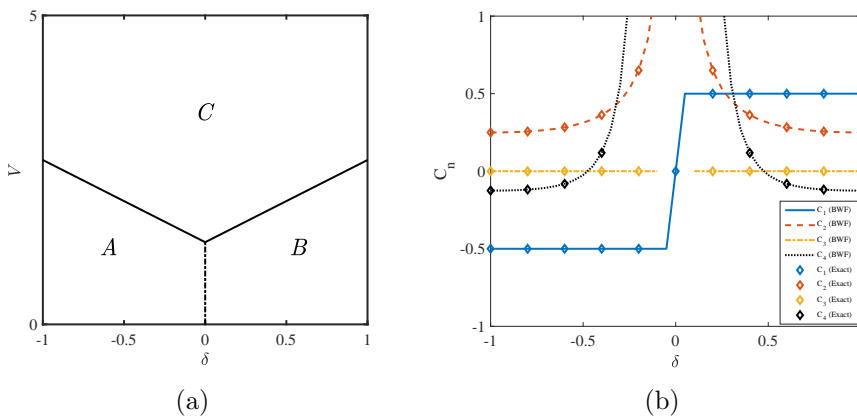 (a)
5
V
0
C
A
B
-1
-0.5
0
0.5
1
δ
(b)
1
0.5
0
-0.5
-1
C_n
-1
-0.5
0
0.5
δ
C_1 (BWF)
C_2 (BWF)
C_3 (BWF)
C_4 (BWF)
C_1 (Exact)
C_2 (Exact)
C_3 (Exact)
C_4 (Exact)
(a)
(b)